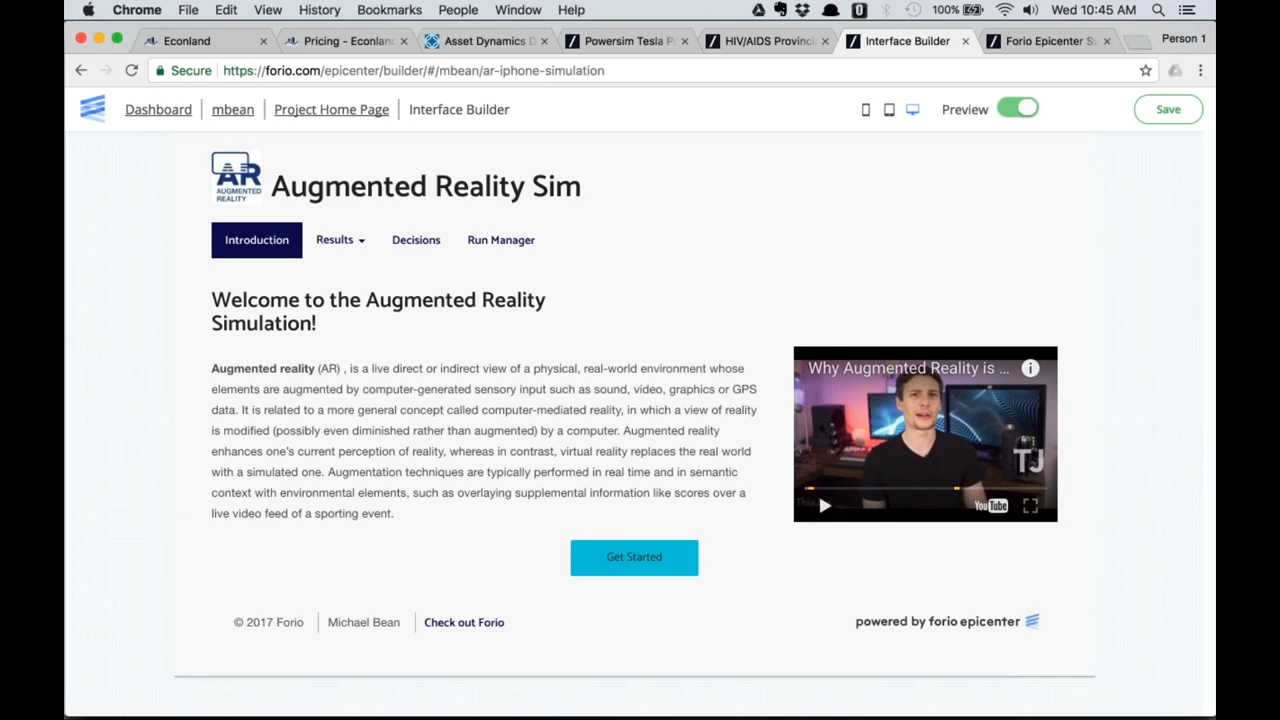 Chrome File Edit View History Bookmarks People Window Help 100% Wed 10:45 AM
Econland Pricing - Econlan Asset Dynamics D Powersim Tesla P HIV/AIDS Provinci Interface Builder Forio Epicenter Su Person 1
Secure https://forio.com/epicenter/builder/#/mbean/ar-iphone-simulation
Dashboard mbean Project Home Page Interface Builder Preview Save
AR
AUGMENTED
REALITY
Augmented Reality Sim
Introduction Results Decisions Run Manager
Welcome to the Augmented Reality
Simulation!
Augmented reality (AR) , is a live direct or indirect view of a physical, real-world environment whose
elements are augmented by computer-generated sensory input such as sound, video, graphics or GPS
data. It is related to a more general concept called computer-mediated reality, in which a view of reality
is modified (possibly even diminished rather than augmented) by a computer. Augmented reality
enhances one's current perception of reality, whereas in contrast, virtual reality replaces the real world
with a simulated one. Augmentation techniques are typically performed in real time and in semantic
context with environmental elements, such as overlaying supplemental information like scores over a
live video feed of a sporting event.
Why Augmented Reality is ...
TJ
YouTube
Get Started
© 2017 Forio Michael Bean Check out Forio powered by forio epicenter